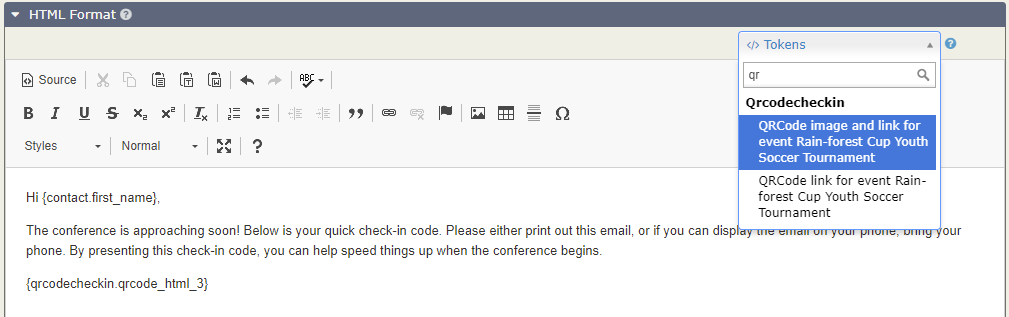 HTML Format
Tokens
qr
Qrcodecheckin
QRCode image and link for
event Rain-forest Cup Youth
Soccer Tournament
QRCode link for event Rain-
forest Cup Youth Soccer
Tournament
Source
ABC
B I U S x₂ x² Tx
Styles Normal
?
Hi {contact.first_name},
The conference is approaching soon! Below is your quick check-in code. Please either print out this email, or if you can display the email on your phone, bring your
phone. By presenting this check-in code, you can help speed things up when the conference begins.
{qrcodecheckin.qrcode_html_3}